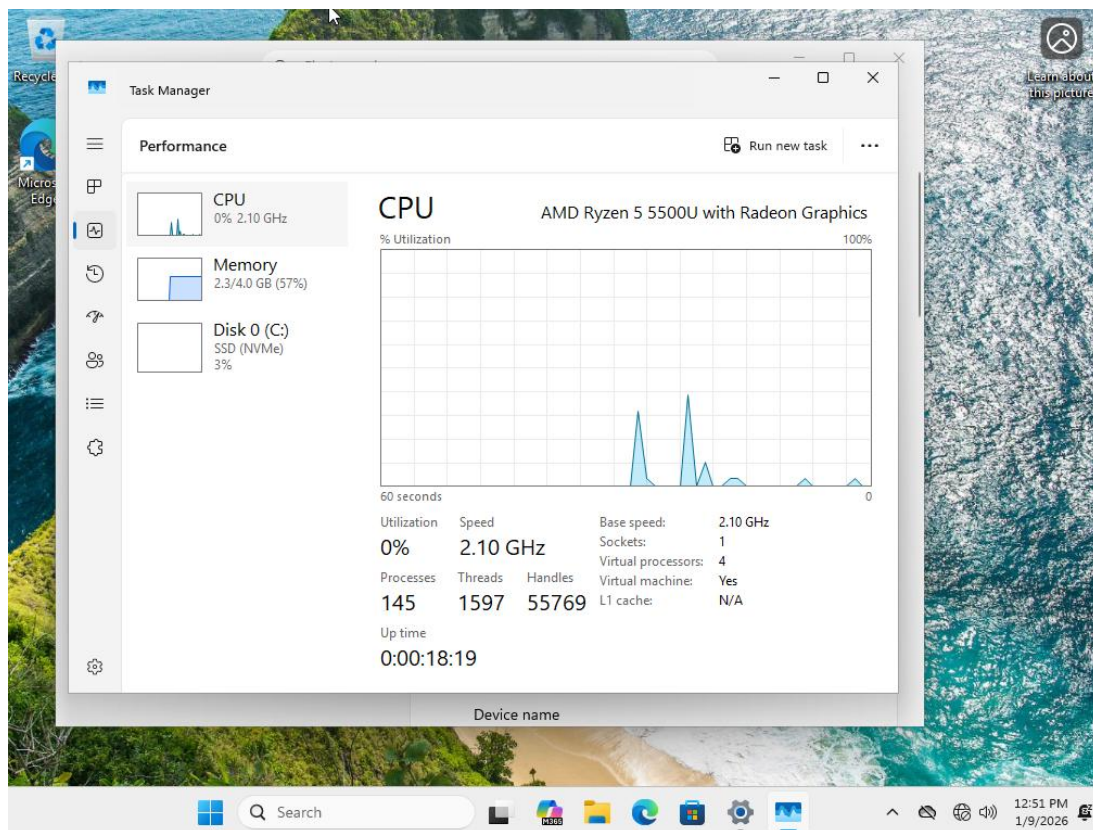 Recycle
Micros
Edge
Learn about
this picture
Task Manager
Performance
Run new task
CPU
0% 2.10 GHz
Memory
2.3/4.0 GB (57%)
Disk 0 (C:)
SSD (NVMe)
3%
CPU
AMD Ryzen 5 5500U with Radeon Graphics
% Utilization
100%
60 seconds
0
Utilization
Speed
0%
2.10 GHz
Processes
Threads
Handles
145
1597
55769
Up time
0:00:18:19
Base speed:
2.10 GHz
Sockets:
1
Virtual processors:
4
Virtual machine:
Yes
L1 cache:
N/A
Device name
Search
M365
12:51 PM
1/9/2026